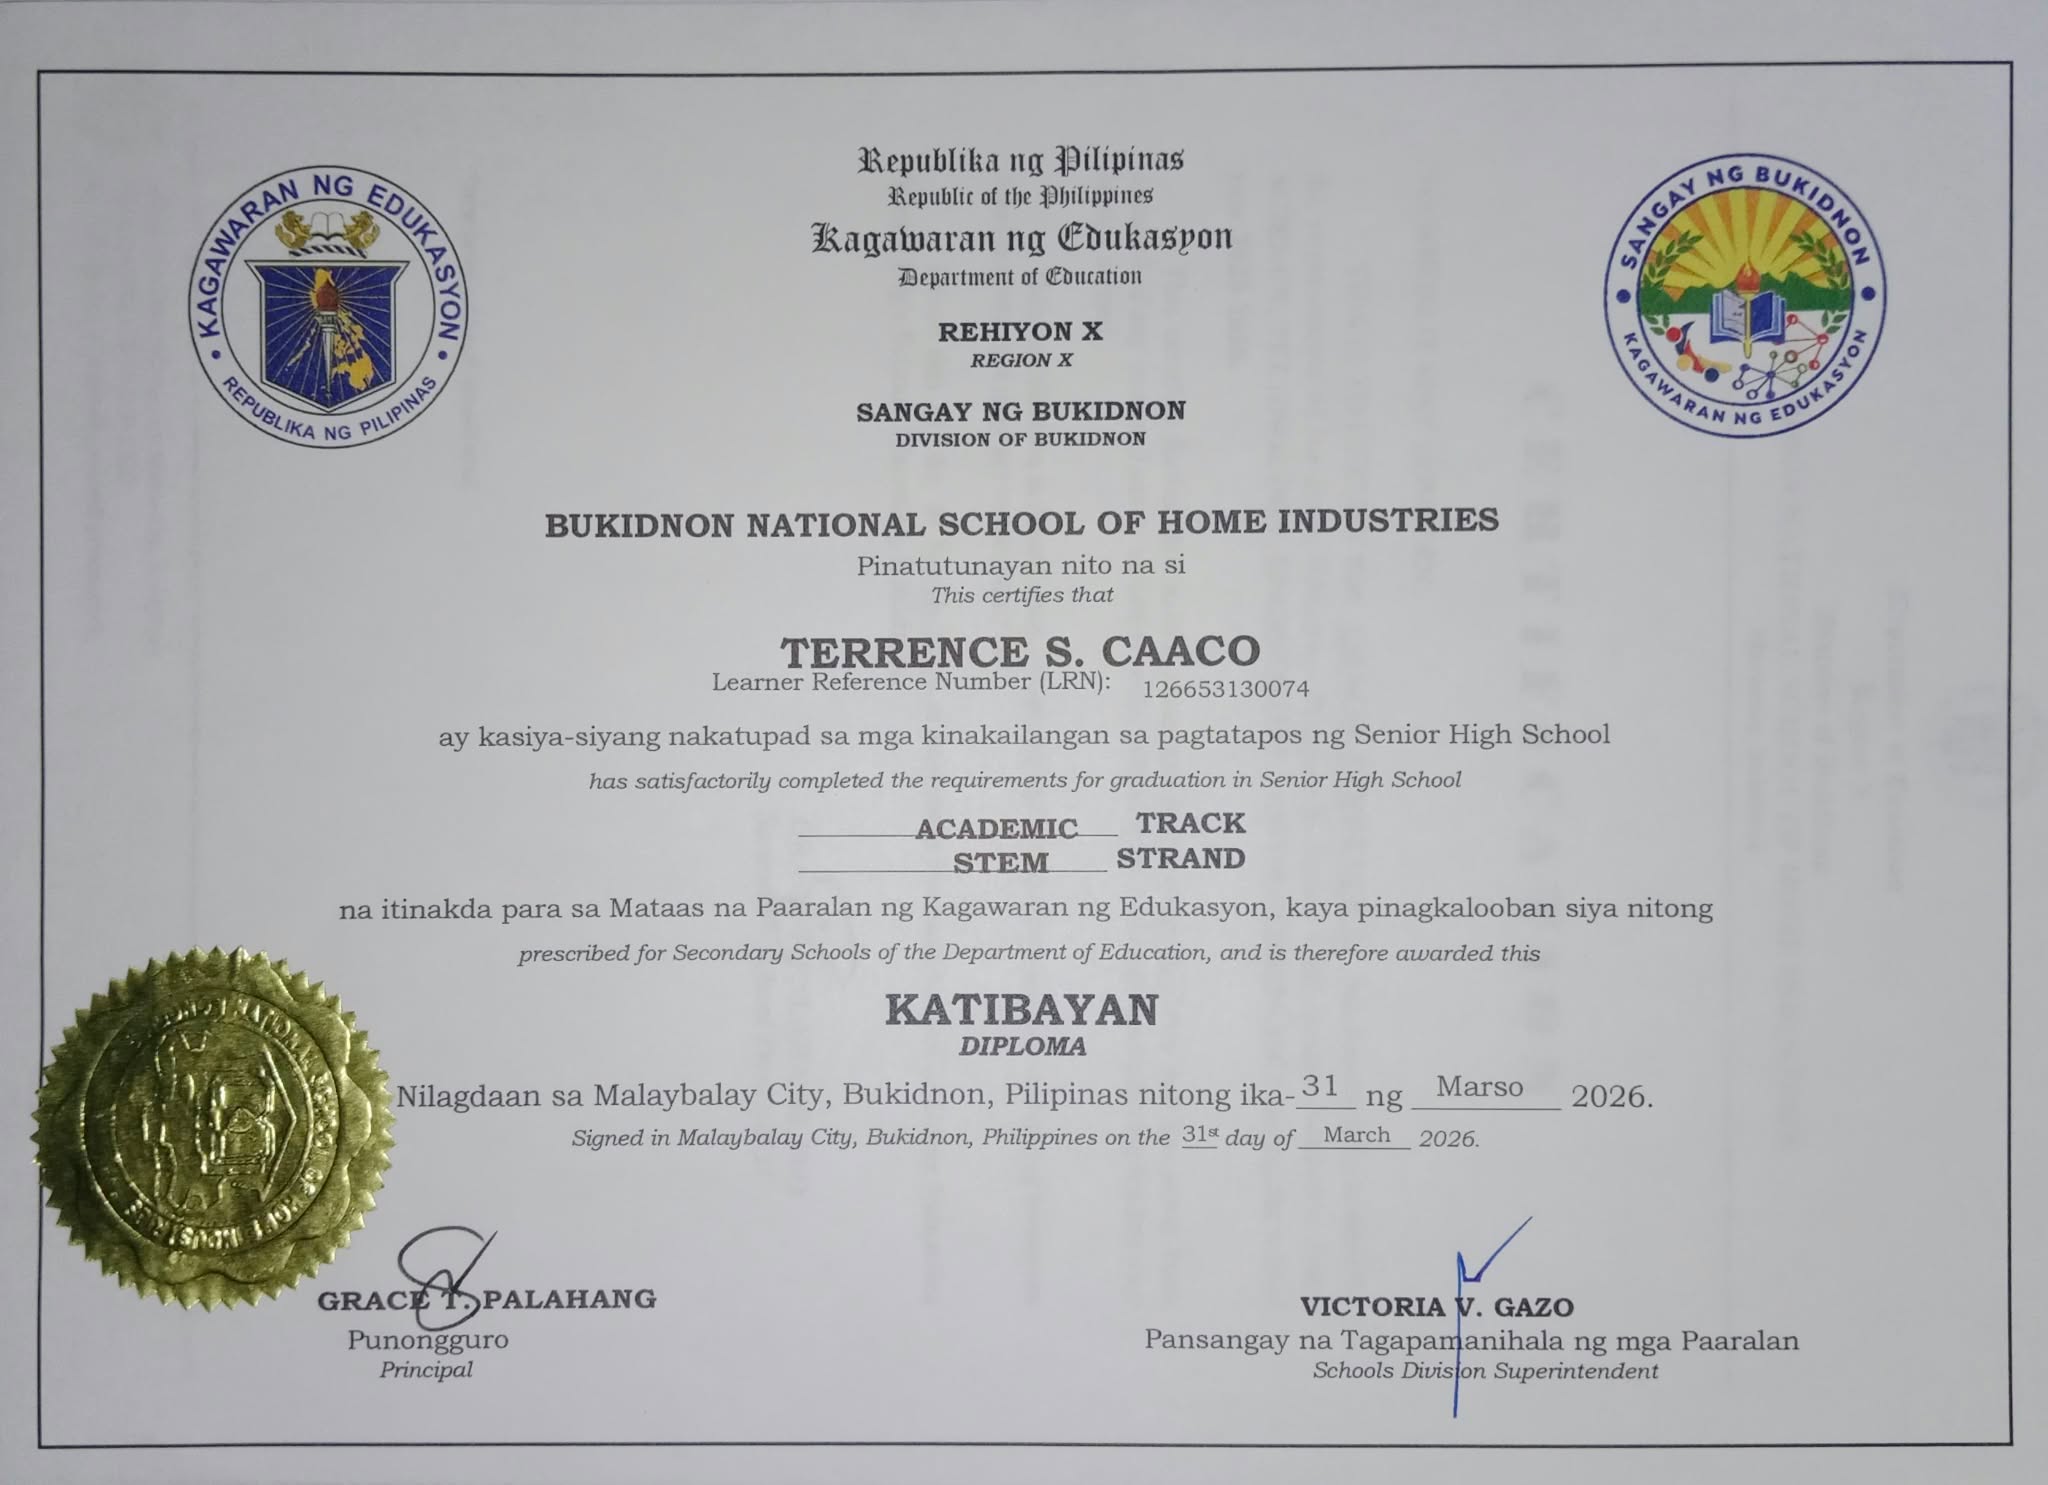 KAGAWARAN NG EDUKASYON
REPUBLIKA NG PILIPINAS
Republika ng Pilipinas
Republic of the Philippines
Kagawaran ng Edukasyon
Department of Education
REHIYON X
REGION X
SANGAY NG BUKIDNON
DIVISION OF BUKIDNON
SANGAY NG BUKIDNON
KAGAWARAN NG EDUKASYON
BUKIDNON NATIONAL SCHOOL OF HOME INDUSTRIES
Pinatutunayan nito na si
This certifies that
TERRENCE S. CAACO
Learner Reference Number (LRN): 126653130074
ay kasiya-siyang nakatupad sa mga kinakailangan sa pagtatapos ng Senior High School
has satisfactorily completed the requirements for graduation in Senior High School
ACADEMIC TRACK
STEM STRAND
na itinakda para sa Mataas na Paaralan ng Kagawaran ng Edukasyon, kaya pinagkalooban siya nitong
prescribed for Secondary Schools of the Department of Education, and is therefore awarded this
KATIBAYAN
DIPLOMA
Nilagdaan sa Malaybalay City, Bukidnon, Pilipinas nitong ika-31 ng Marso 2026.
Signed in Malaybalay City, Bukidnon, Philippines on the 31st day of March 2026.
GRACE T. PALAHANG
Punongguro
Principal
VICTORIA V. GAZO
Pansangay na Tagapamanihala ng mga Paaralan
Schools Division Superintendent